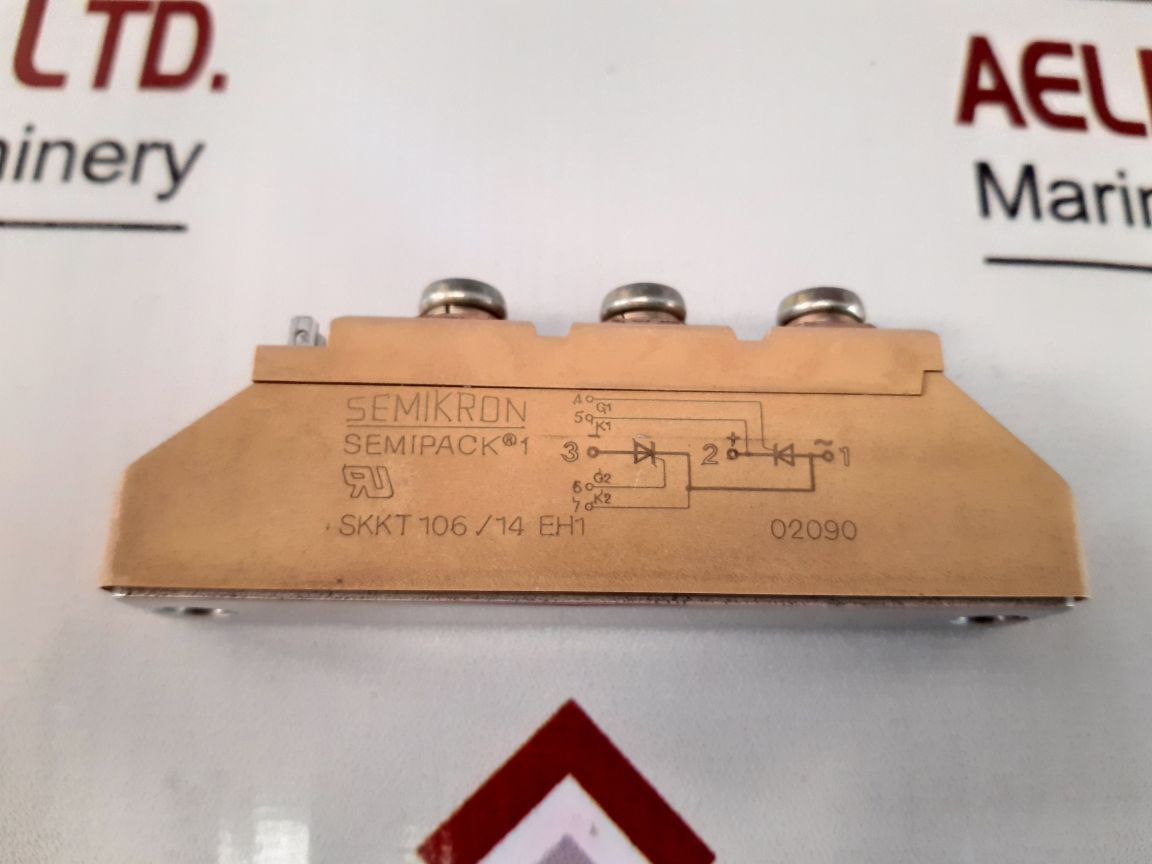 LTD.
inery
AEL
Marin
SEMIKRON
SEMIPACK® 1
4 G1
5 K1
3 − 2 + ~ 1
6 G2
7 K2
SKKT 106 / 14 EH1
02090